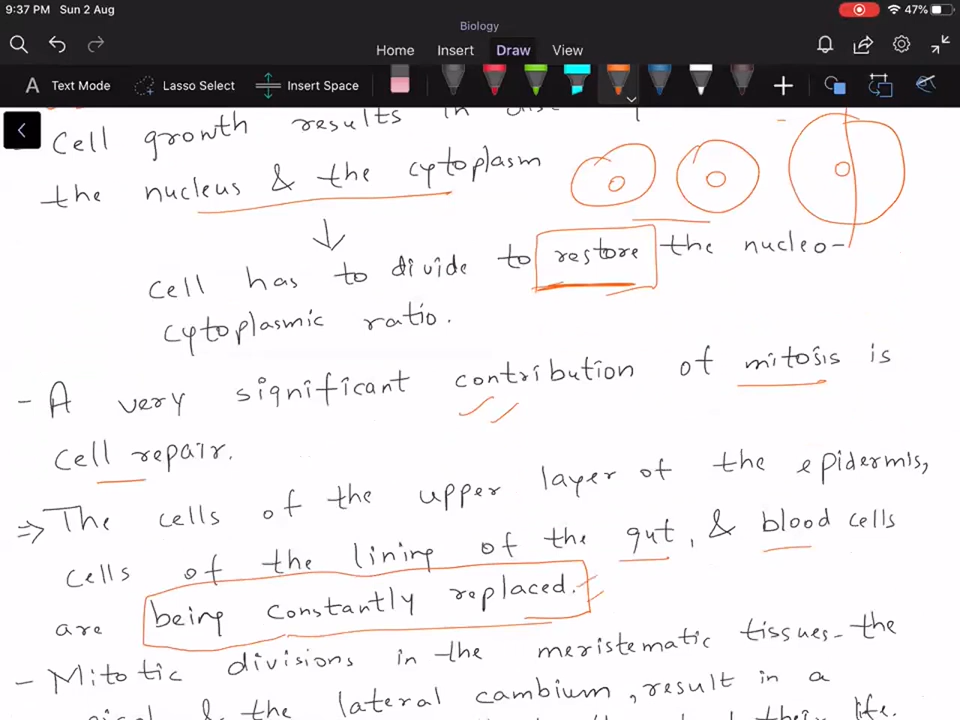 9:37 PM Sun 2 Aug
47%
Biology
Home Insert Draw View
Text Mode Lasso Select Insert Space
Cell growth results in
the nucleus & the cytoplasm
Cell has to divide to restore the nucleo-
cytoplasmic ratio.
- A very significant contribution of mitosis is
cell repair.
⇒ The cells of the upper layer of the epidermis,
cells of the lining of the gut, & blood cells
are being constantly replaced.
- Mitotic divisions in the meristematic tissues - the
& the lateral cambium, result in a
their life.